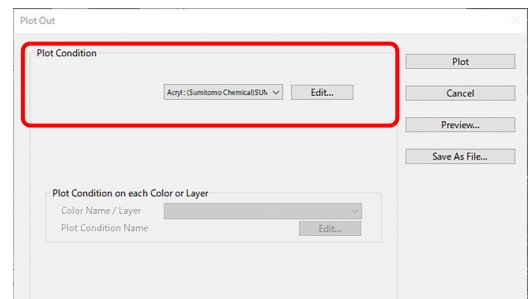 Plot Out
Plot Condition
Plot
Acryl : (Sumitomo Chemical)SUN
Edit...
Cancel
Preview...
Save As File...
Plot Condition on each Color or Layer
Color Name / Layer
Plot Condition Name
Edit...